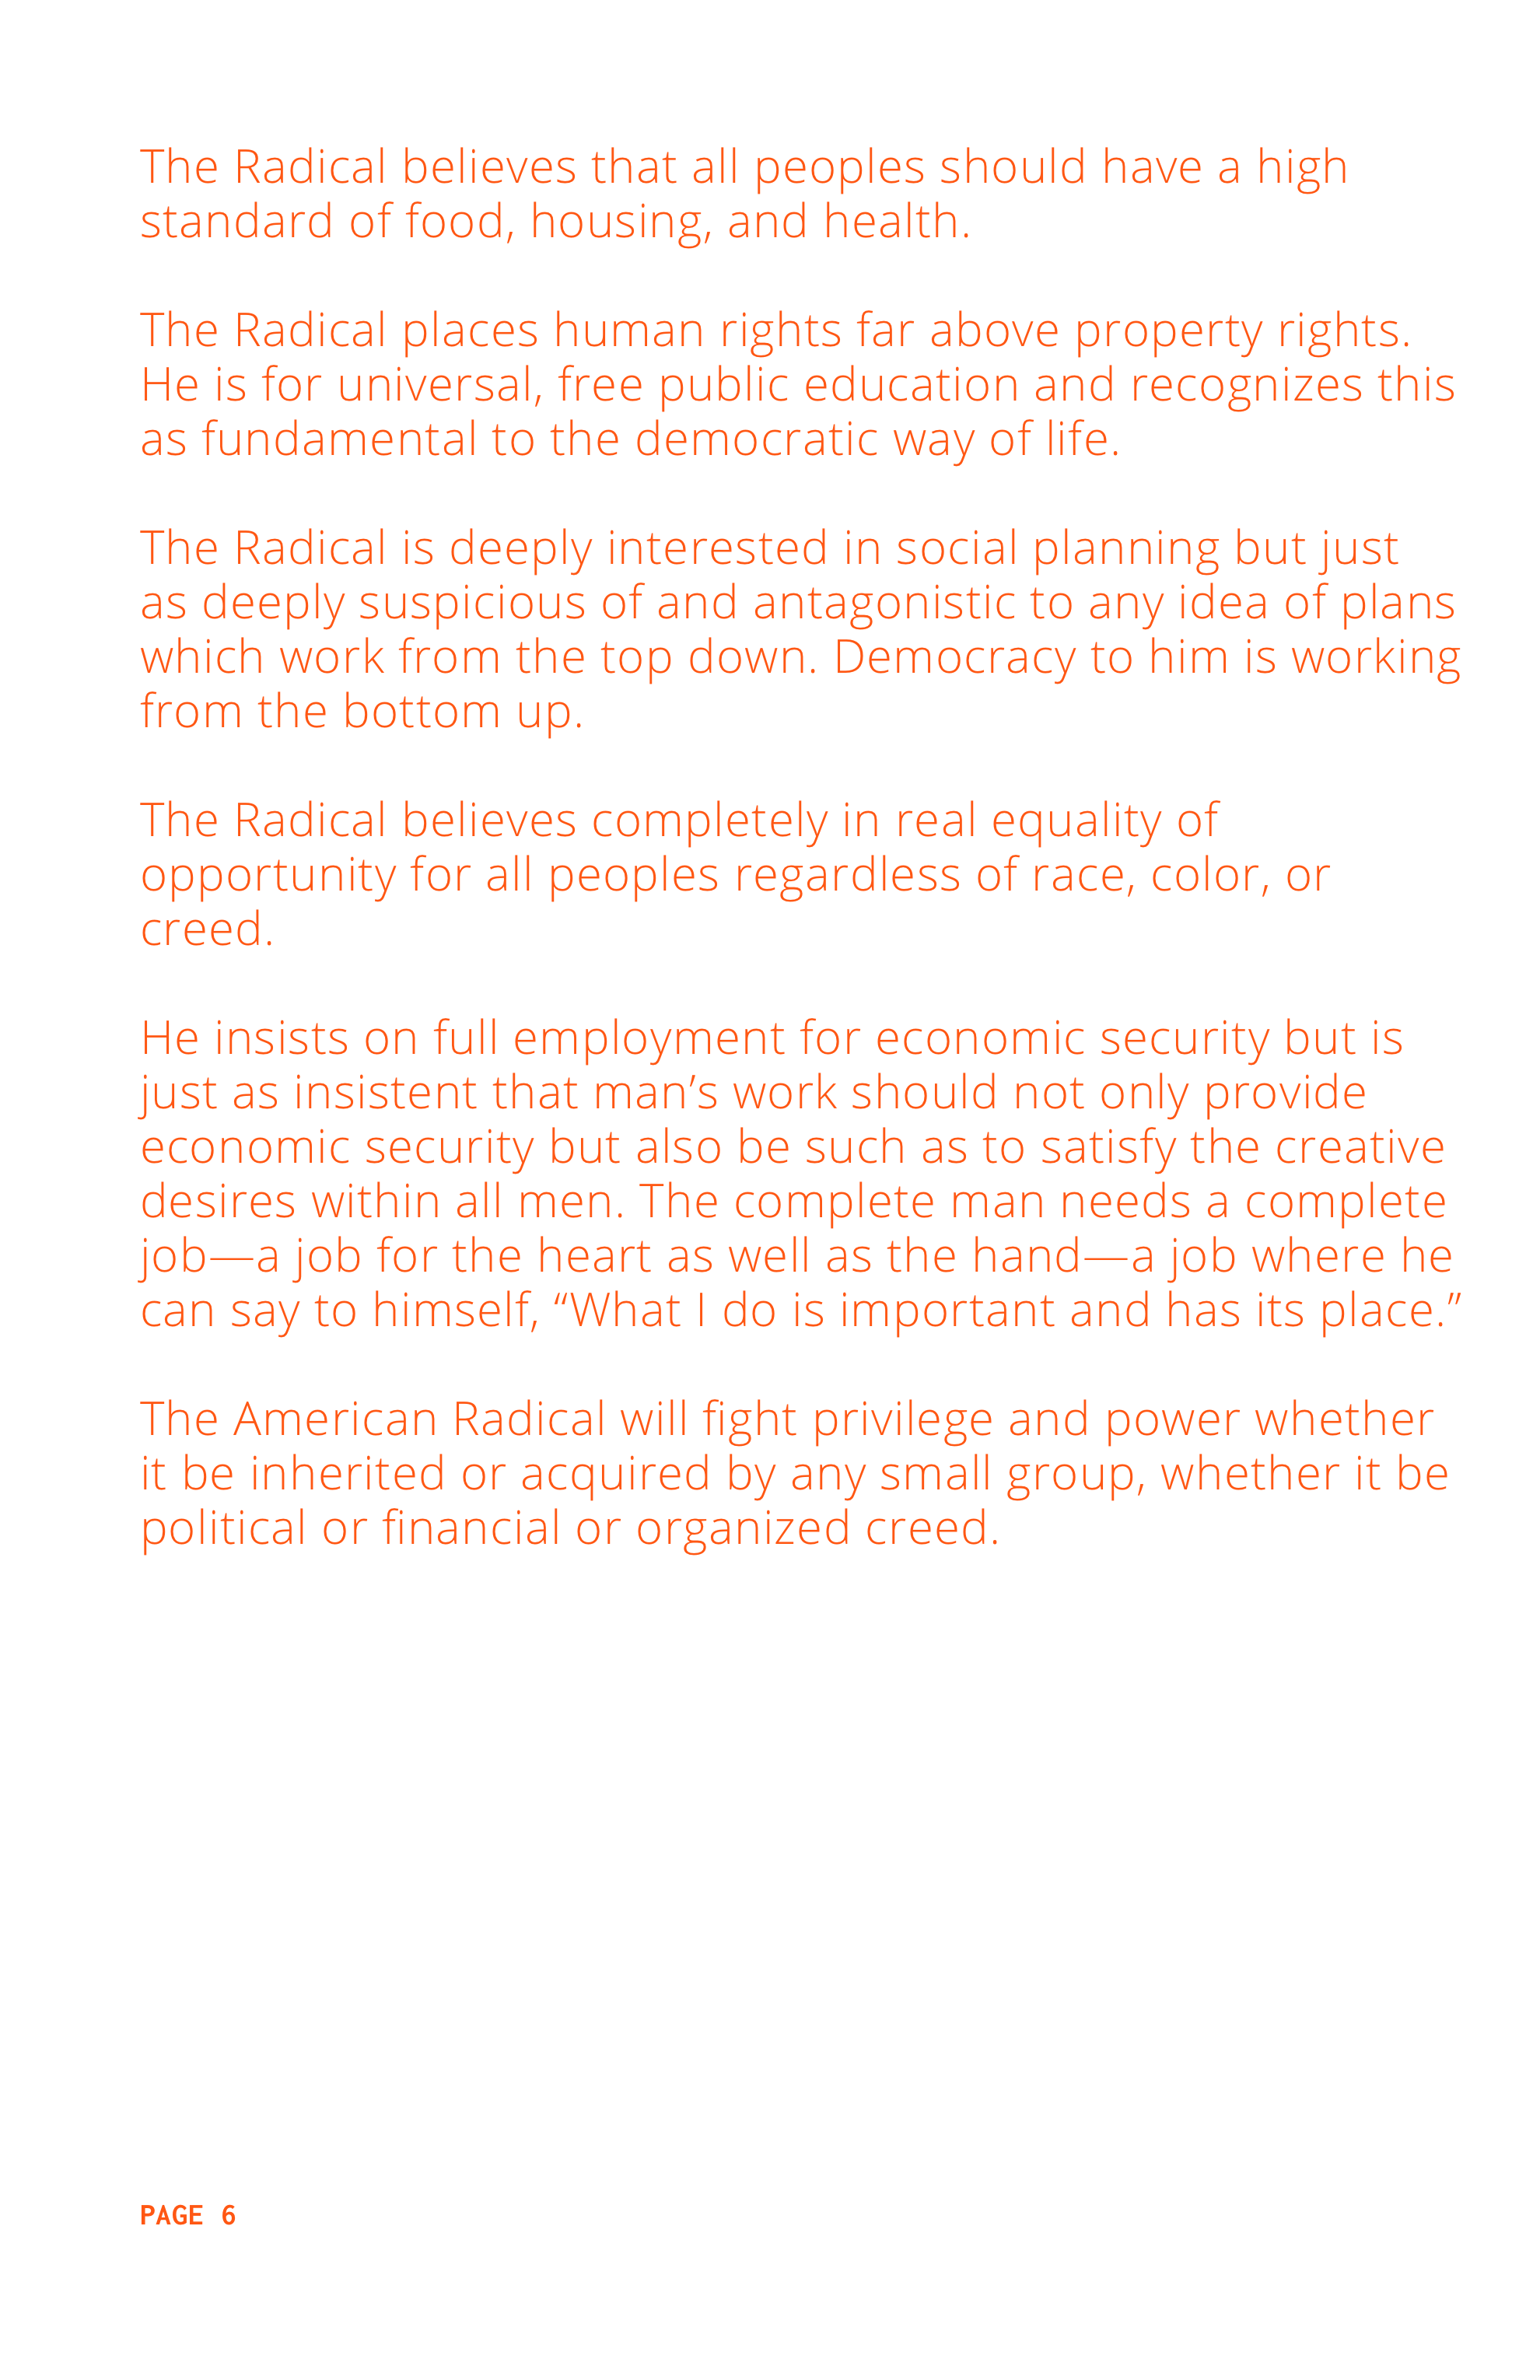 The Radical believes that all peoples should have a high
standard of food, housing, and health.
The Radical places human rights far above property rights.
He is for universal, free public education and recognizes this
as fundamental to the democratic way of life.
The Radical is deeply interested in social planning but just
as deeply suspicious of and antagonistic to any idea of plans
which work from the top down. Democracy to him is working
from the bottom up.
The Radical believes completely in real equality of
opportunity for all peoples regardless of race, color, or
creed.
He insists on full employment for economic security but is
just as insistent that man’s work should not only provide
economic security but also be such as to satisfy the creative
desires within all men. The complete man needs a complete
job—a job for the heart as well as the hand—a job where he
can say to himself, “What I do is important and has its place.”
The American Radical will fight privilege and power whether
it be inherited or acquired by any small group, whether it be
political or financial or organized creed.
PAGE 6